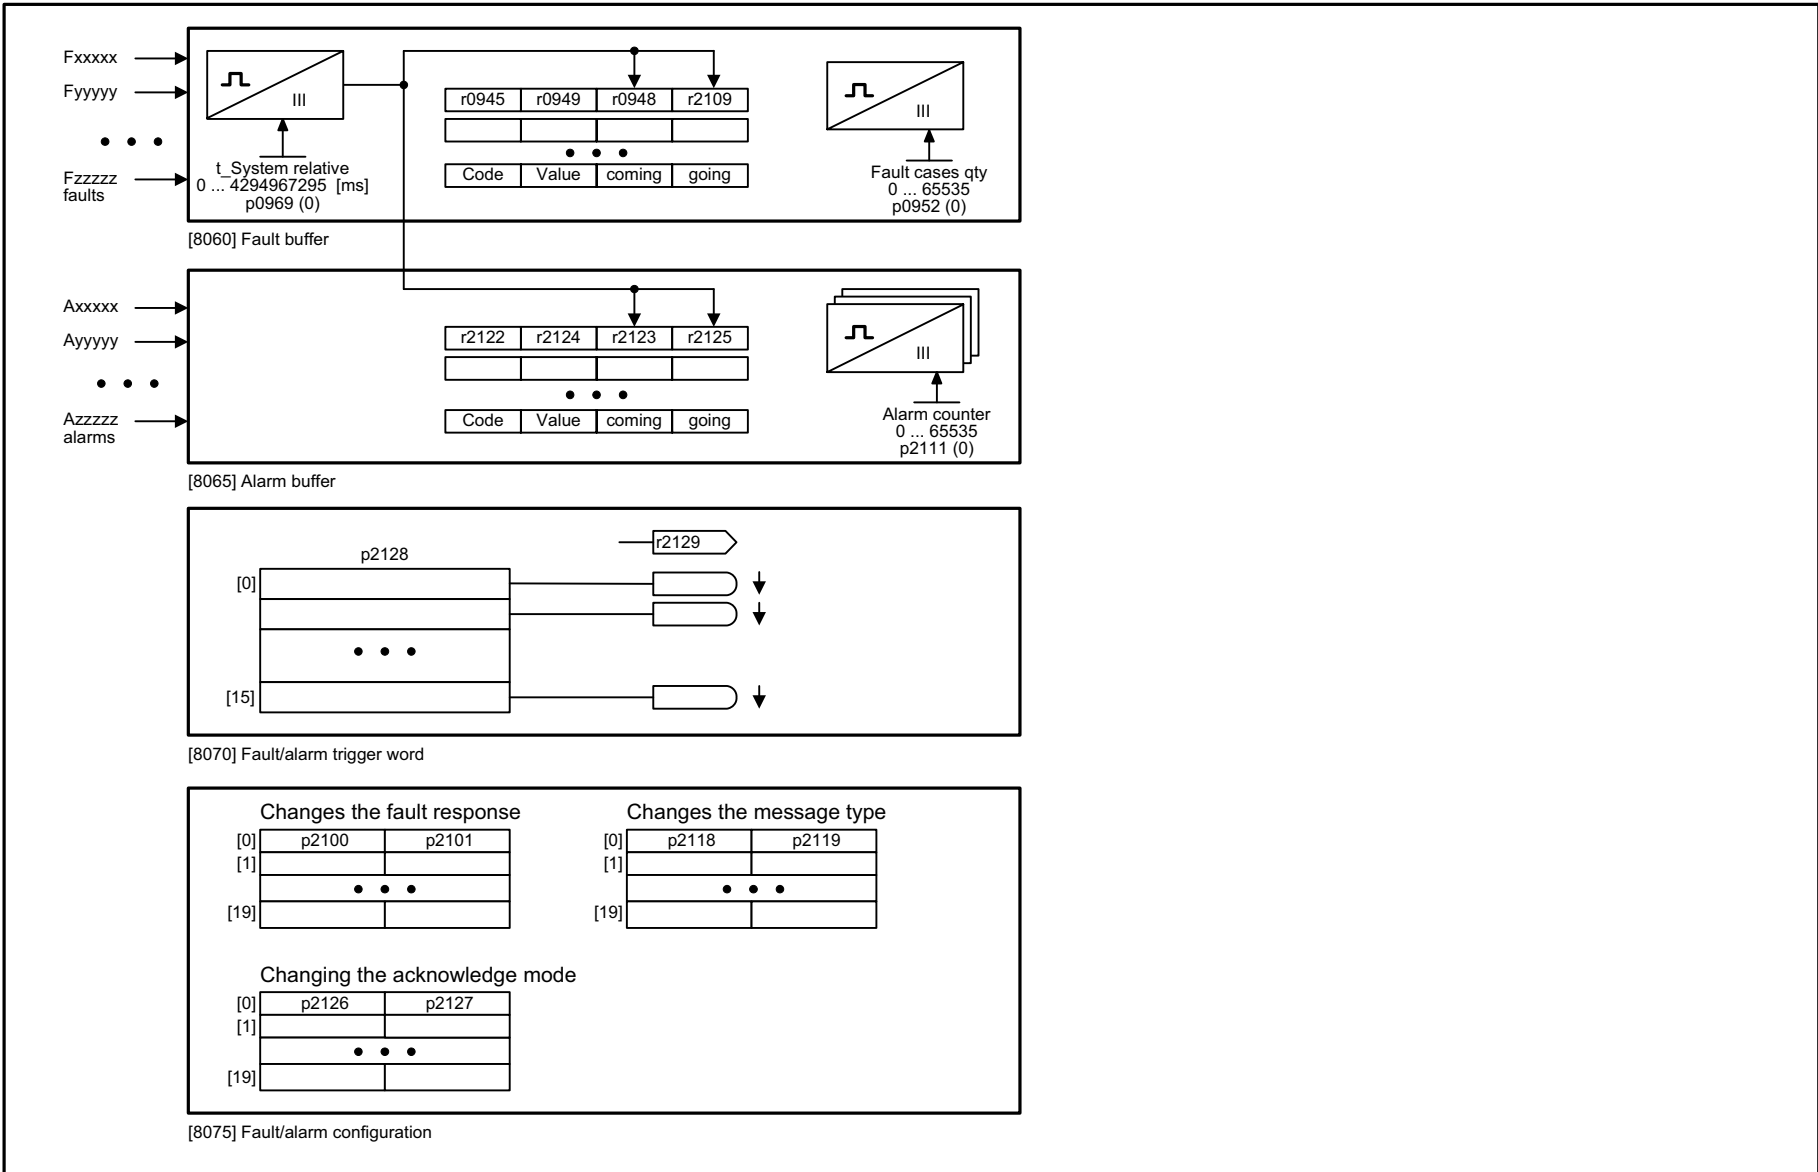 Fxxxxx
Fyyyyy
Fzzzzz
faults
III
t_System relative
0 ... 4294967295 [ms]
p0969 (0)
r0945 r0949 r0948 r2109
Code Value coming going
III
Fault cases qty
0 ... 65535
p0952 (0)
[8060] Fault buffer
Axxxxx
Ayyyyy
Azzzzz
alarms
r2122 r2124 r2123 r2125
Code Value coming going
III
Alarm counter
0 ... 65535
p2111 (0)
[8065] Alarm buffer
p2128
r2129
[0]
[15]
[8070] Fault/alarm trigger word
Changes the fault response
[0] p2100 p2101
[1]
[19]
Changes the message type
[0] p2118 p2119
[1]
[19]
Changing the acknowledge mode
[0] p2126 p2127
[1]
[19]
[8075] Fault/alarm configuration